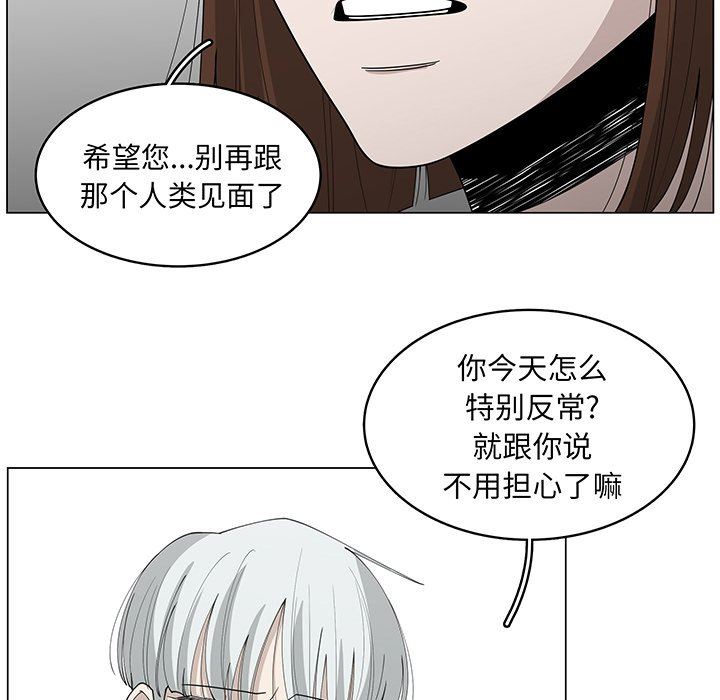 希望您...别再跟
那个人类见面了
你今天怎么
特别反常?
就跟你说
不用担心了嘛